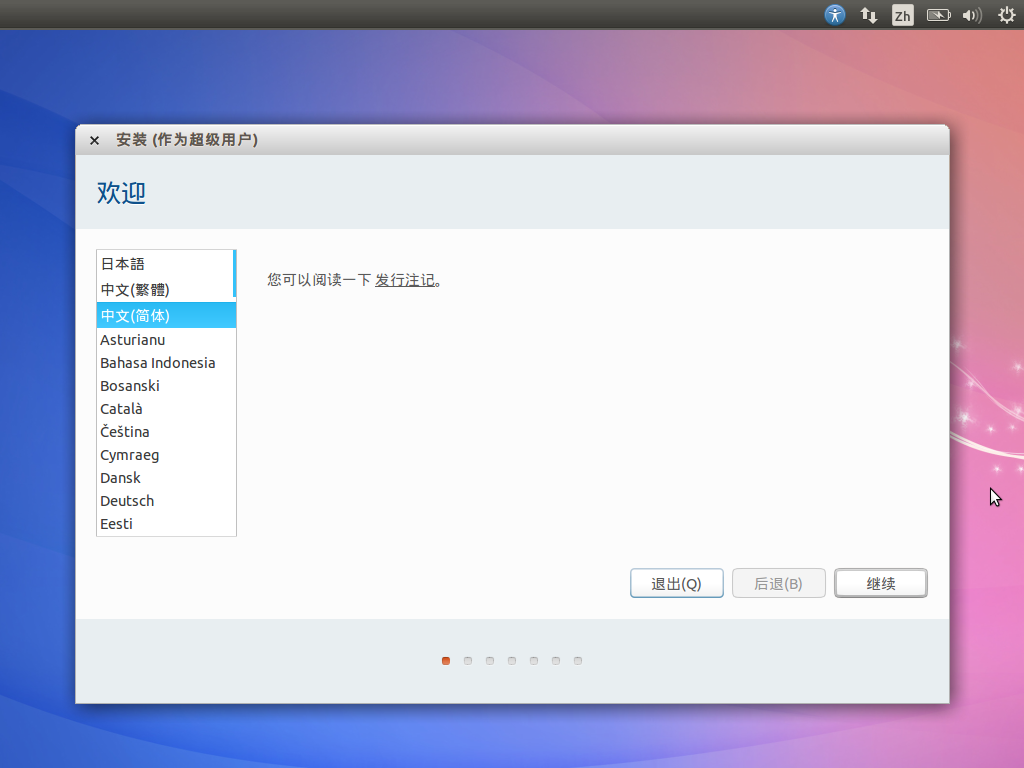 Zh
安装 (作为超级用户)
欢迎
日本語
中文(繁體)
中文(简体)
Asturianu
Bahasa Indonesia
Bosanski
Català
Čeština
Cymraeg
Dansk
Deutsch
Eesti
您可以阅读一下 发行注记。
退出(Q) 后退(B) 继续